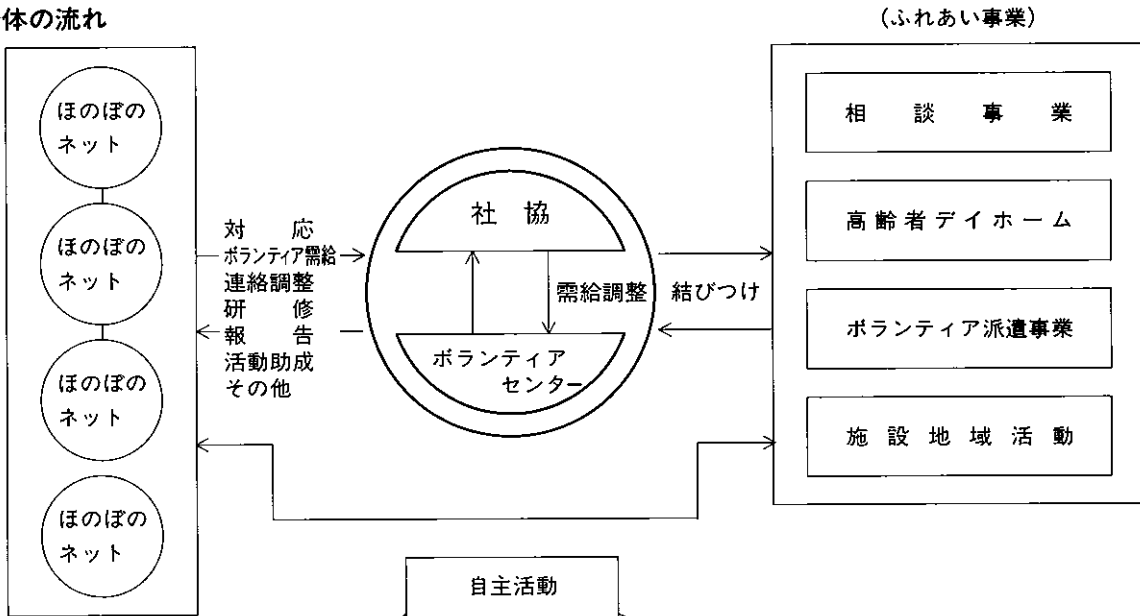 体の流れ
(ふれあい事業)
ほのぼの
ネット
ほのぼの
ネット
ほのぼの
ネット
ほのぼの
ネット
対応
ボランティア需給
連絡調整
研修
報告
活動助成
その他
社協
需給調整
ボランティア
センター
結びつけ
相談事業
高齢者デイホーム
ボランティア派遣事業
施設地域活動
自主活動